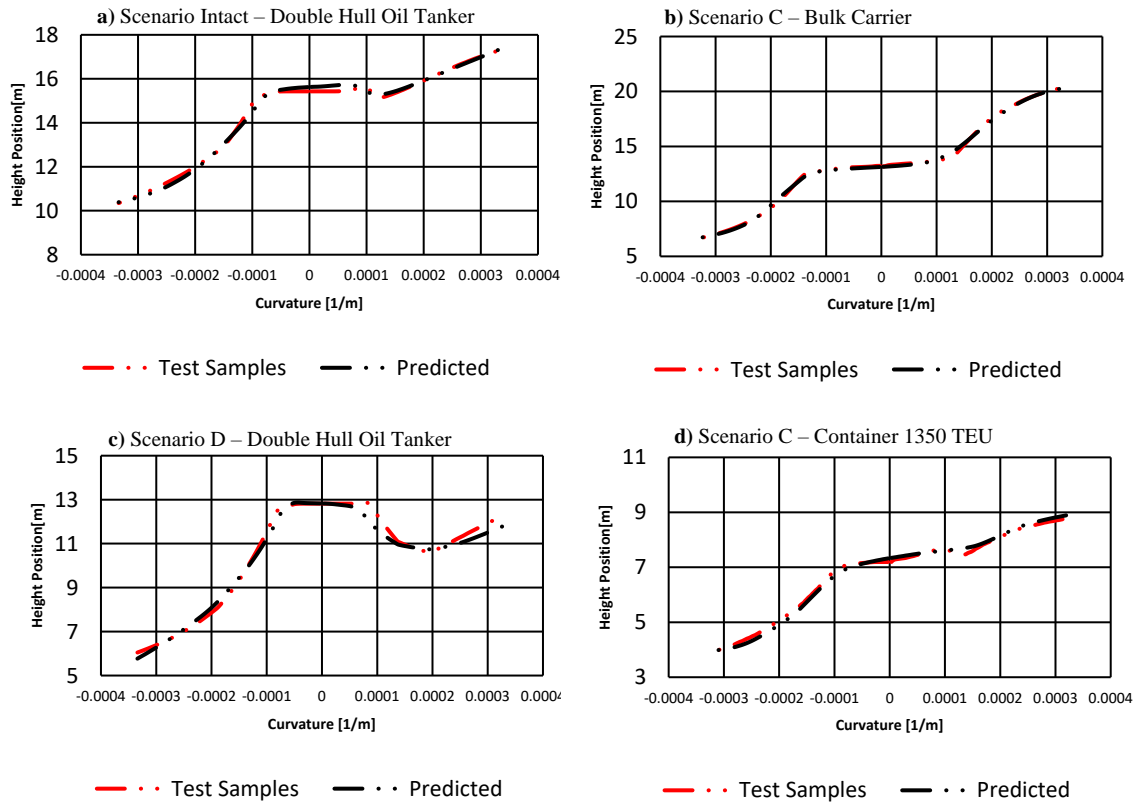 a) Scenario Intact – Double Hull Oil Tanker
18
16
14
12
10
8
Height Position[m]
-0.0004 -0.0003 -0.0002 -0.0001 0 0.0001 0.0002 0.0003 0.0004
Curvature [1/m]
Test Samples Predicted
b) Scenario C – Bulk Carrier
25
20
15
10
5
Height Position[m]
-0.0004 -0.0003 -0.0002 -0.0001 0 0.0001 0.0002 0.0003 0.0004
Curvature [1/m]
Test Samples Predicted
c) Scenario D – Double Hull Oil Tanker
15
13
11
9
7
5
Height Position[m]
-0.0004 -0.0003 -0.0002 -0.0001 0 0.0001 0.0002 0.0003 0.0004
Curvature [1/m]
Test Samples Predicted
d) Scenario C – Container 1350 TEU
11
9
7
5
3
Height Position[m]
-0.0004 -0.0003 -0.0002 -0.0001 0 0.0001 0.0002 0.0003 0.0004
Curvature [1/m]
Test Samples Predicted